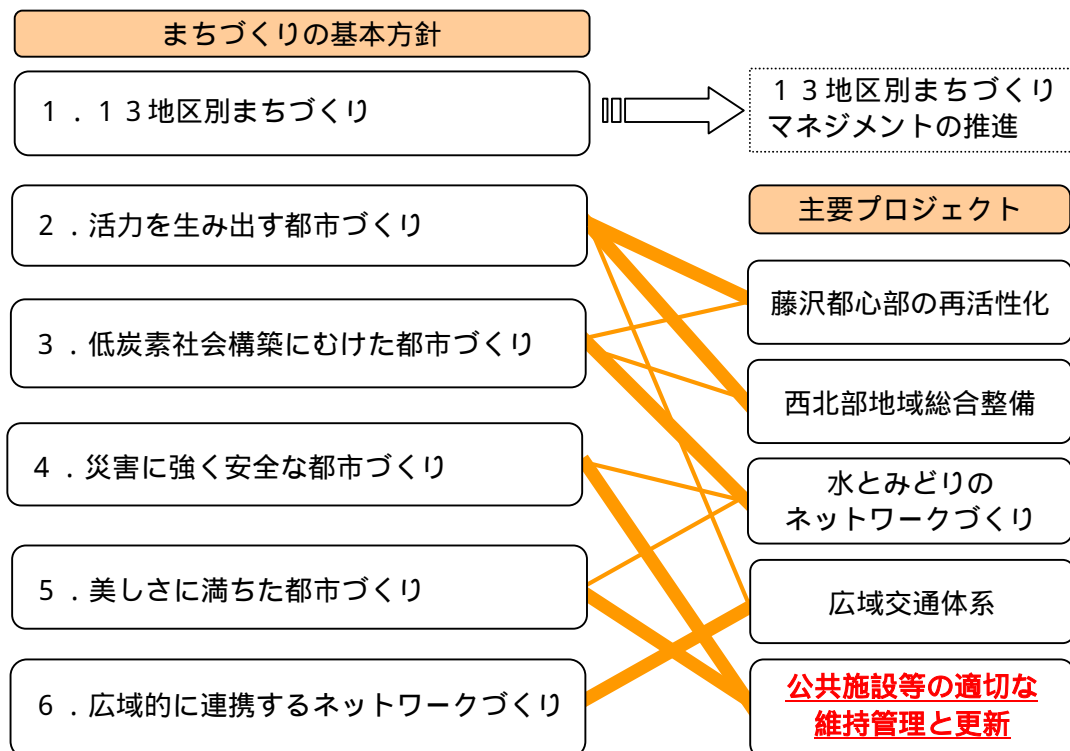 まちづくりの基本方針
１．１３地区別まちづくり
１３地区別まちづくり
マネジメントの推進
２．活力を生み出す都市づくり
３．低炭素社会構築にむけた都市づくり
４．災害に強く安全な都市づくり
５．美しさに満ちた都市づくり
６．広域的に連携するネットワークづくり
主要プロジェクト
藤沢都心部の再活性化
西北部地域総合整備
水とみどりの
ネットワークづくり
広域交通体系
公共施設等の適切な
維持管理と更新